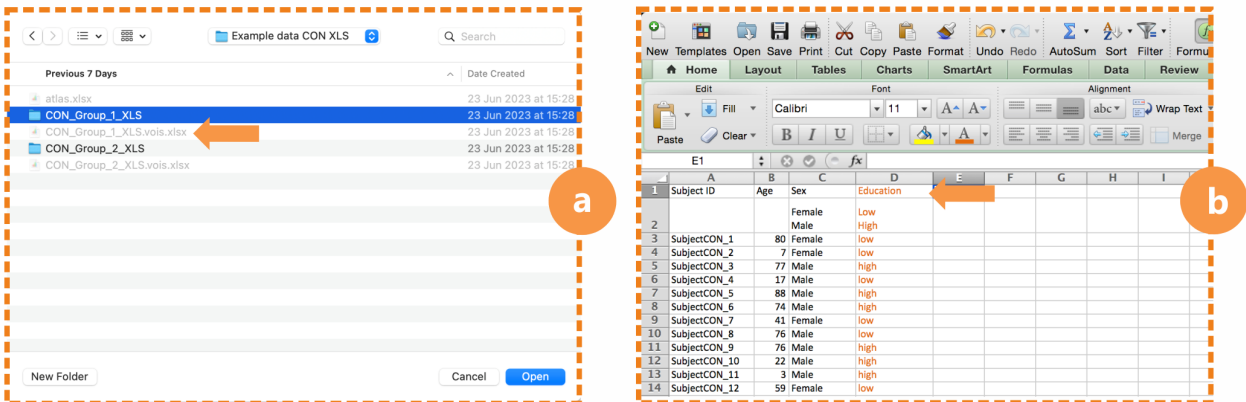 Example data CON XLS
Search
Previous 7 Days Date Created
atlas.xlsx 23 Jun 2023 at 15:28
CON_Group_1_XLS 23 Jun 2023 at 15:28
CON_Group_1_XLS.vois.xlsx 23 Jun 2023 at 15:28
CON_Group_2_XLS 23 Jun 2023 at 15:28
CON_Group_2_XLS.vois.xlsx 23 Jun 2023 at 15:28
New Folder Cancel Open
a
New Templates Open Save Print Cut Copy Paste Format Undo Redo AutoSum Sort Filter Formu
Home Layout Tables Charts SmartArt Formulas Data Review
Edit Font Alignment
Paste Fill Calibri 11 A A abc Wrap Text
Clear B I U A Merge
E1 fx
A B C D E F G H I
1 Subject ID Age Sex Education
Female Low
2 Male High
3 SubjectCON_1 80 Female low
4 SubjectCON_2 7 Female low
5 SubjectCON_3 77 Male high
6 SubjectCON_4 17 Male low
7 SubjectCON_5 88 Male high
8 SubjectCON_6 74 Male high
9 SubjectCON_7 41 Female low
10 SubjectCON_8 76 Male low
11 SubjectCON_9 76 Male high
12 SubjectCON_10 22 Male high
13 SubjectCON_11 3 Male high
14 SubjectCON_12 59 Female low
b